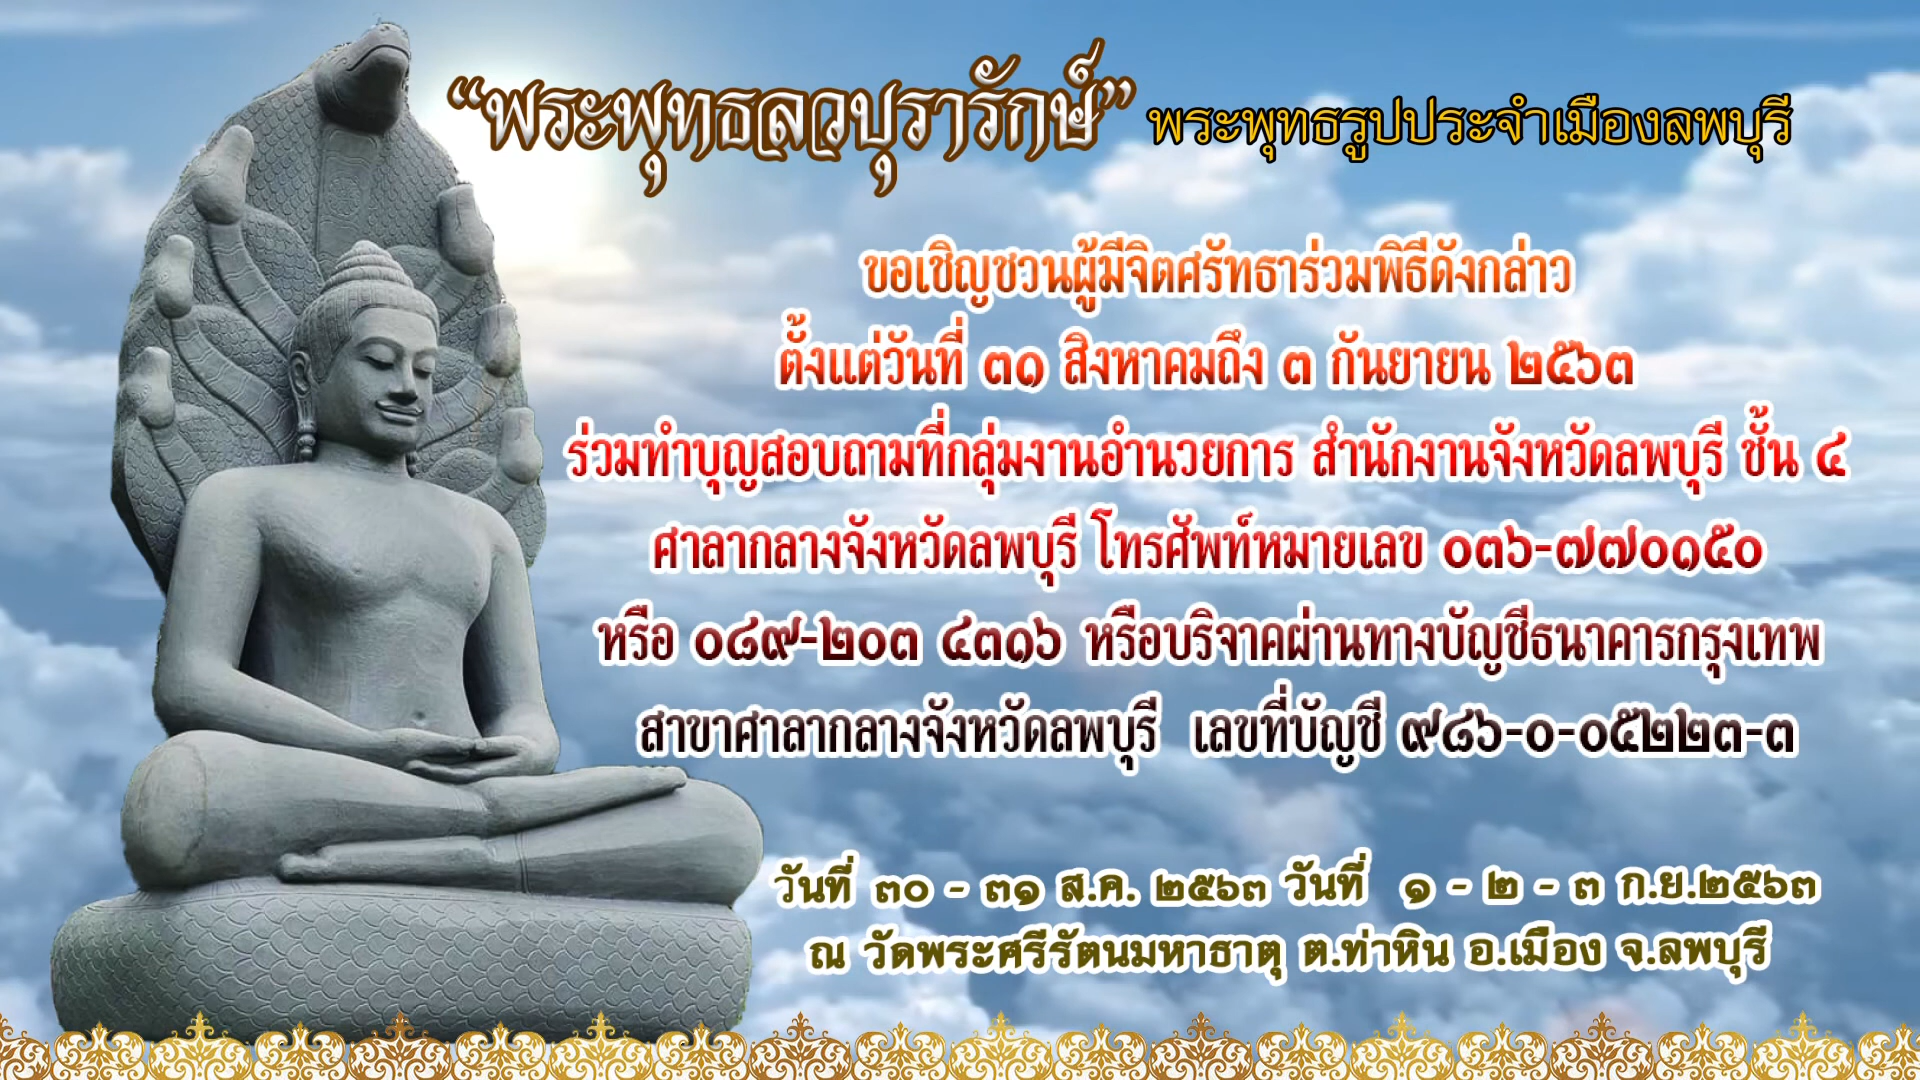 “พระพุทธลวปุรารักษ์” พระพุทธรูปประจำเมืองลพบุรี
ขอเชิญชวนผู้มีจิตศรัทธาร่วมพิธีดังกล่าว
ตั้งแต่วันที่ ๓๑ สิงหาคมถึง ๓ กันยายน ๒๕๖๓
ร่วมทำบุญสอบถามที่กลุ่มงานอำนวยการ สำนักงานจังหวัดลพบุรี ชั้น ๔
ศาลากลางจังหวัดลพบุรี โทรศัพท์หมายเลข ๐๓๖-๗๗๐๑๕๐
หรือ ๐๘๙-๒๐๓ ๔๓๑๖ หรือบริจาคผ่านทางบัญชีธนาคารกรุงเทพ
สาขาศาลากลางจังหวัดลพบุรี เลขที่บัญชี ๙๘๖-๐-๐๕๒๒๓-๓
วันที่ ๓๐ - ๓๑ ส.ค. ๒๕๖๓ วันที่ ๑ - ๒ - ๓ ก.ย.๒๕๖๓
ณ วัดพระศรีรัตนมหาธาตุ ต.ท่าหิน อ.เมือง จ.ลพบุรี